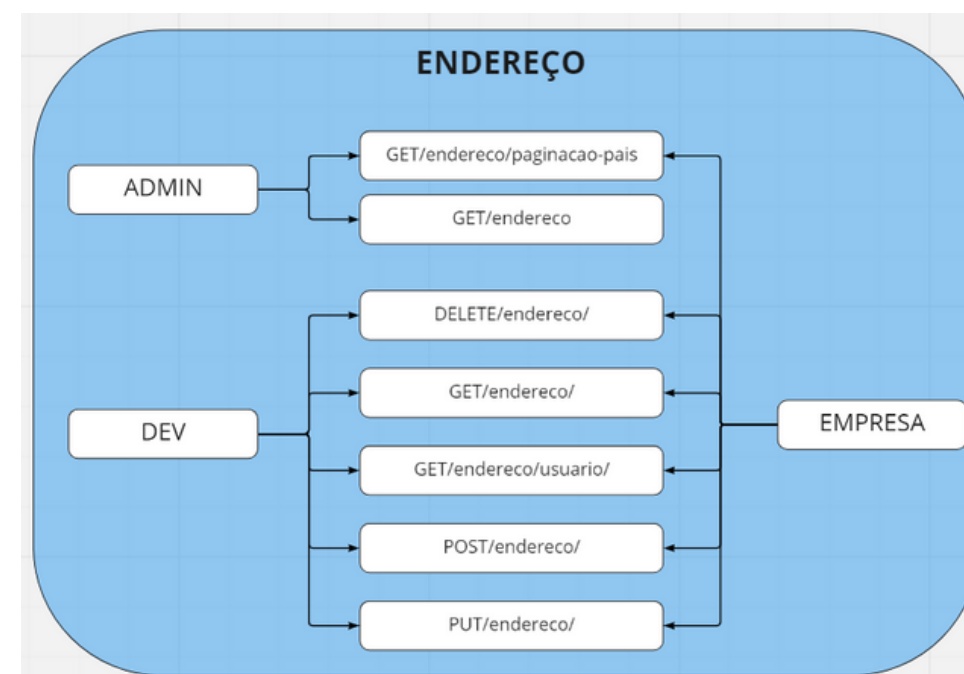 ENDEREÇO
ADMIN
GET/endereco/paginacao-pais
GET/endereco
DEV
DELETE/endereco/
GET/endereco/
GET/endereco/usuario/
POST/endereco/
PUT/endereco/
EMPRESA